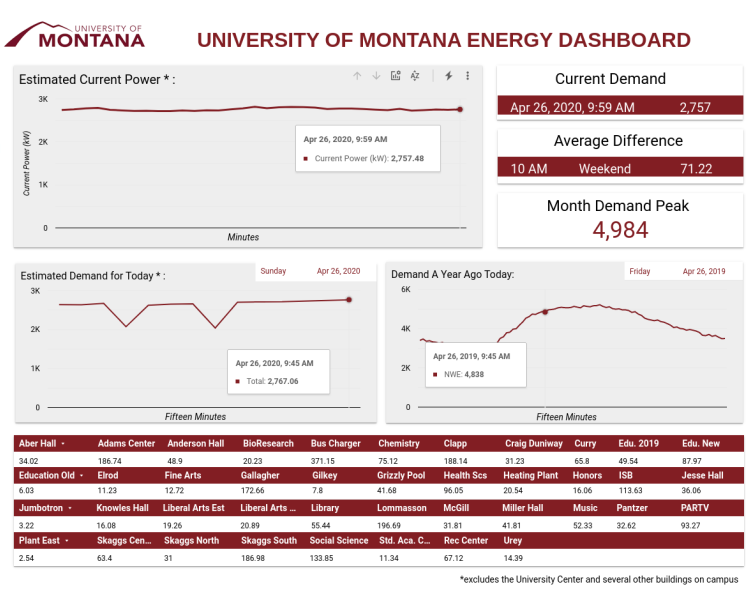 UNIVERSITY OF
MONTANA
UNIVERSITY OF MONTANA ENERGY DASHBOARD
Estimated Current Power * :
3K
2K
1K
0
Current Power (kW)
Apr 26, 2020, 9:59 AM
Current Power (kW): 2,757.48
Minutes
Current Demand
Apr 26, 2020, 9:59 AM 2,757
Average Difference
10 AM Weekend 71.22
Month Demand Peak
4,984
Estimated Demand for Today * :
Sunday Apr 26, 2020
3K
2K
1K
0
Apr 26, 2020, 9:45 AM
Total: 2,767.06
Fifteen Minutes
Demand A Year Ago Today:
Friday Apr 26, 2019
6K
4K
2K
0
Apr 26, 2019, 9:45 AM
NWE: 4,838
Fifteen Minutes
Aber Hall Adams Center Anderson Hall BioResearch Bus Charger Chemistry Clapp Craig Duniway Curry Edu. 2019 Edu. New
34.02 186.74 48.9 20.23 371.15 75.12 188.14 31.23 65.8 49.54 87.97
Education Old Elrod Fine Arts Gallagher Gilkey Grizzly Pool Health Scs Heating Plant Honors ISB Jesse Hall
6.03 11.23 12.72 172.66 7.8 41.68 96.05 20.54 16.06 113.63 36.06
Jumbotron Knowles Hall Liberal Arts Est Liberal Arts ... Library Lommasson McGill Miller Hall Music Pantzer PARTV
3.22 16.08 19.26 20.89 55.44 196.69 31.81 41.81 52.33 32.62 93.27
Plant East Skaggs Cen... Skaggs North Skaggs South Social Science Std. Aca. C... Rec Center Urey
2.54 63.4 31 186.98 133.85 11.34 67.12 14.39
*excludes the University Center and several other buildings on campus